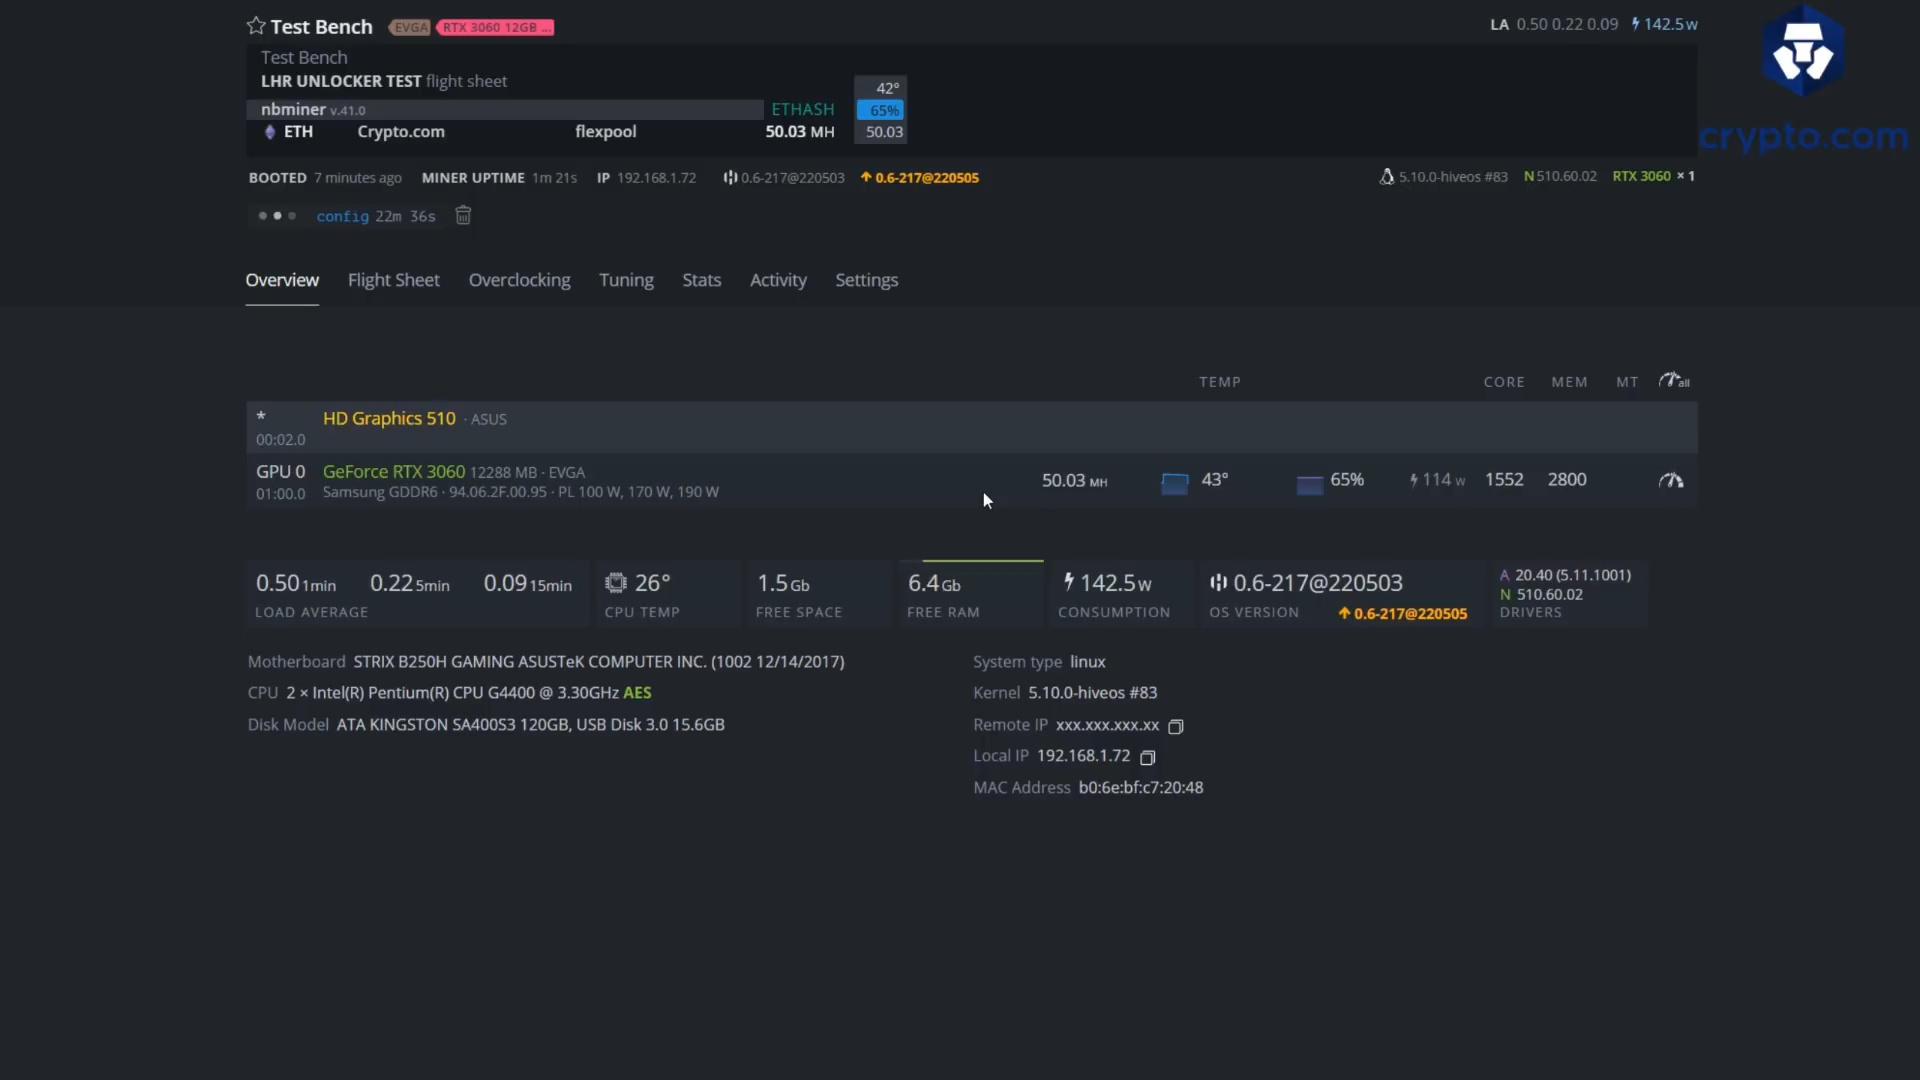 Test Bench EVGA RTX 3060 12GB ... LA 0.50 0.22 0.09 142.5 W
Test Bench
LHR UNLOCKER TEST flight sheet
42°
nbminer v.41.0 ETHASH 65%
ETH Crypto.com flexpool 50.03 MH 50.03
crypto.com
BOOTED 7 minutes ago MINER UPTIME 1m 21s IP 192.168.1.72 0.6-217@220503 0.6-217@220505 5.10.0-hiveos #83 N 510.60.02 RTX 3060 × 1
config 22m 36s
Overview Flight Sheet Overclocking Tuning Stats Activity Settings
TEMP CORE MEM MT all
* HD Graphics 510 · ASUS
00:02.0
GPU 0 GeForce RTX 3060 12288 MB · EVGA
50.03 MH 43° 65% 114 W 1552 2800
01:00.0 Samsung GDDR6 · 94.06.2F.00.95 · PL 100 W, 170 W, 190 W
0.50 1min 0.22 5min 0.09 15min
LOAD AVERAGE
26°
CPU TEMP
1.5 Gb
FREE SPACE
6.4 Gb
FREE RAM
142.5 W
CONSUMPTION
0.6-217@220503
OS VERSION 0.6-217@220505
A 20.40 (5.11.1001)
N 510.60.02
DRIVERS
Motherboard STRIX B250H GAMING ASUSTeK COMPUTER INC. (1002 12/14/2017)
CPU 2 × Intel(R) Pentium(R) CPU G4400 @ 3.30GHz AES
Disk Model ATA KINGSTON SA400S3 120GB, USB Disk 3.0 15.6GB
System type linux
Kernel 5.10.0-hiveos #83
Remote IP xxx.xxx.xxx.xx
Local IP 192.168.1.72
MAC Address b0:6e:bf:c7:20:48